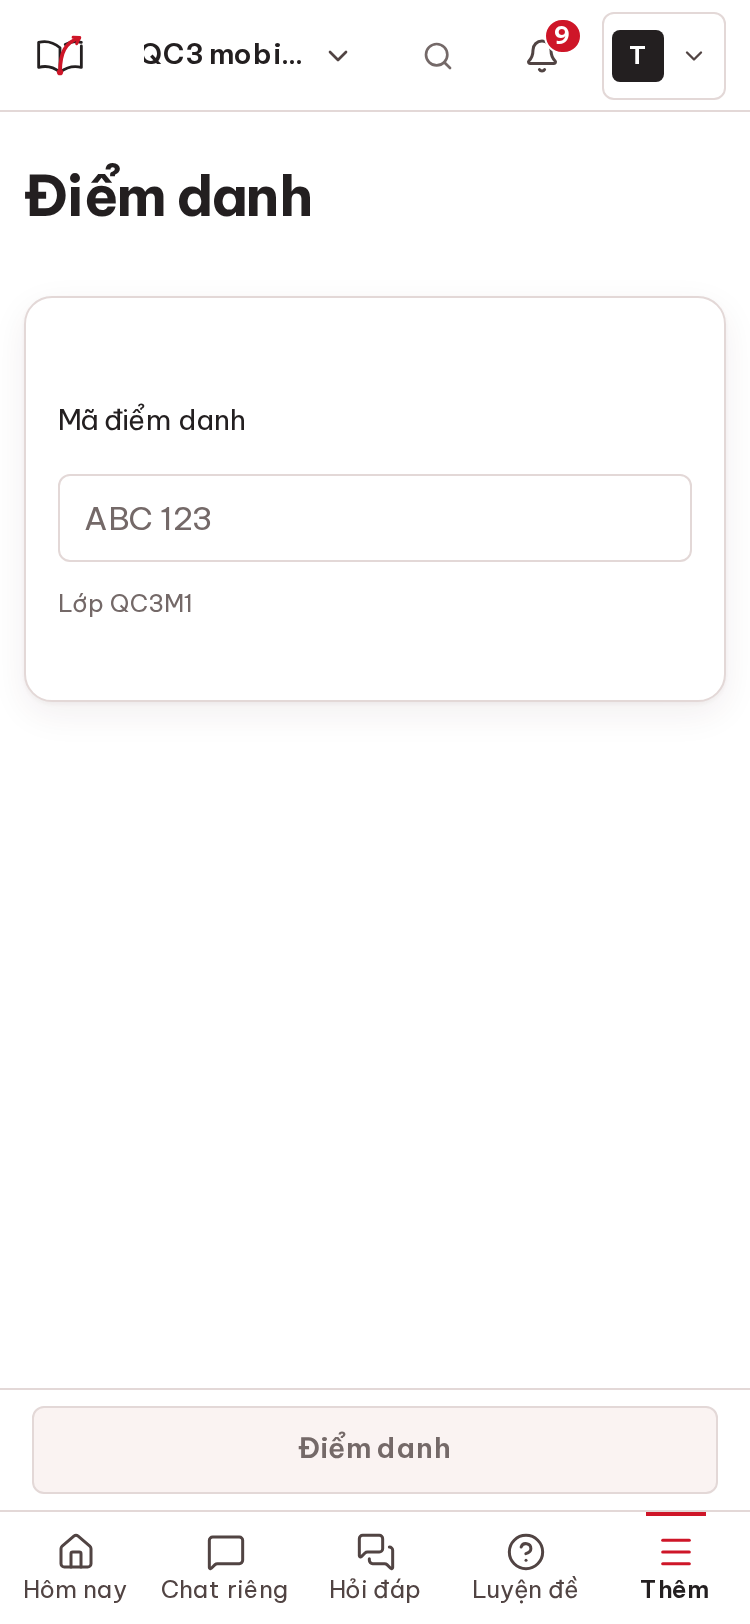 QC3 mobi...
9
T
Điểm danh
Mã điểm danh
ABC 123
Lớp QC3M1
Điểm danh
Hôm nay
Chat riêng
Hỏi đáp
Luyện đề
Thêm